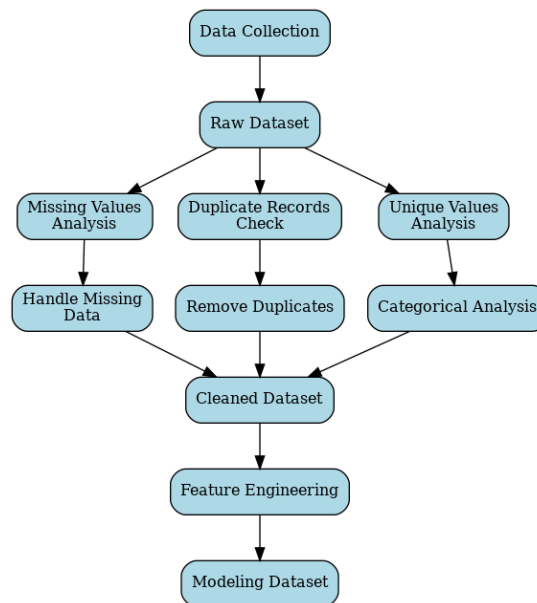 Data Collection
Raw Dataset
Missing Values
Analysis
Duplicate Records
Check
Unique Values
Analysis
Handle Missing
Data
Remove Duplicates
Categorical Analysis
Cleaned Dataset
Feature Engineering
Modeling Dataset